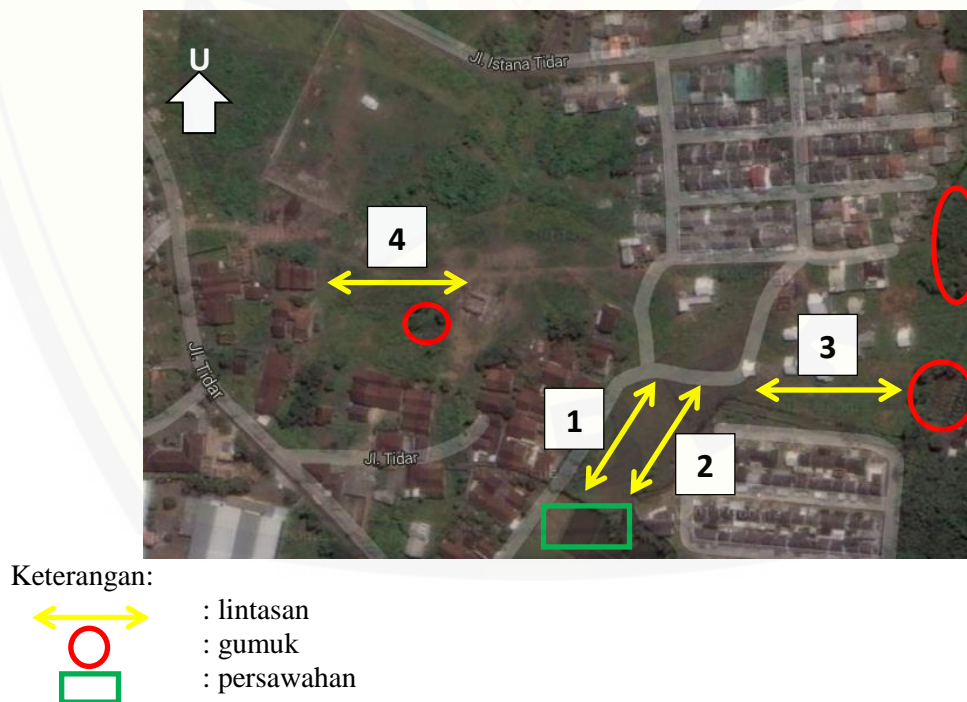 U
Jl. Istana Tidar
4
3
Jl. Tidar
1
2
Jl. Tidar
Keterangan:
: lintasan
: gumuk
: persawahan